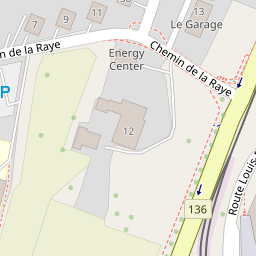 11
13
9
7
Le Garage
n de la Raye
Energy
Center
Chemin de la Raye
P
12
136
Route Louis-